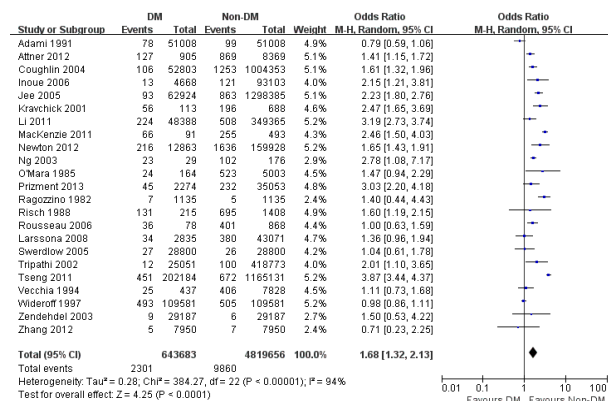 DM Non-DM Odds Ratio Odds Ratio
Study or Subgroup Events Total Events Total Weight M-H, Random, 95% CI M-H, Random, 95% CI
Adami 1991 78 51008 99 51008 4.9% 0.79 [0.59, 1.06]
Attner 2012 127 905 869 8369 5.2% 1.41 [1.15, 1.72]
Coughlin 2004 106 52803 1253 1004353 5.2% 1.61 [1.32, 1.96]
Inoue 2006 13 4668 121 93103 4.0% 2.15 [1.21, 3.81]
Jee 2005 93 62924 863 1298385 5.1% 2.23 [1.80, 2.76]
Kravchick 2001 56 113 196 688 4.6% 2.47 [1.65, 3.69]
Li 2011 224 48388 508 349365 5.3% 3.19 [2.73, 3.74]
MacKenzie 2011 66 91 255 493 4.3% 2.46 [1.50, 4.03]
Newton 2012 216 12863 1636 159928 5.3% 1.65 [1.43, 1.91]
Ng 2003 23 29 102 176 2.9% 2.78 [1.08, 7.17]
O'Mara 1985 24 164 523 5003 4.4% 1.47 [0.94, 2.29]
Prizment 2013 45 2274 232 35053 4.9% 3.03 [2.20, 4.18]
Ragozzino 1982 7 1135 5 1135 2.4% 1.40 [0.44, 4.43]
Risch 1988 131 215 695 1408 4.9% 1.60 [1.19, 2.15]
Rousseau 2006 36 78 401 868 4.4% 1.00 [0.63, 1.59]
Larssona 2008 34 2835 380 43071 4.8% 1.36 [0.96, 1.94]
Swerdlow 2005 27 28800 26 28800 4.1% 1.04 [0.61, 1.78]
Tripathi 2002 12 25051 100 418773 3.9% 2.01 [1.10, 3.65]
Tseng 2011 451 202184 672 1165131 5.4% 3.87 [3.44, 4.37]
Vecchia 1994 25 437 406 7828 4.5% 1.11 [0.73, 1.68]
Wideroff 1997 493 109581 505 109581 5.4% 0.98 [0.86, 1.11]
Zendehdel 2003 9 29187 6 29187 2.7% 1.50 [0.53, 4.22]
Zhang 2012 5 7950 7 7950 2.4% 0.71 [0.23, 2.25]
Total (95% CI) 643683 4819656 100.0% 1.68 [1.32, 2.13]
Total events 2301 9860
Heterogeneity: Tau² = 0.28; Chi² = 384.27, df = 22 (P < 0.00001); I² = 94%
Test for overall effect: Z = 4.25 (P < 0.0001)
0.01 0.1 1 10 100
Favours DM Favours Non-DM